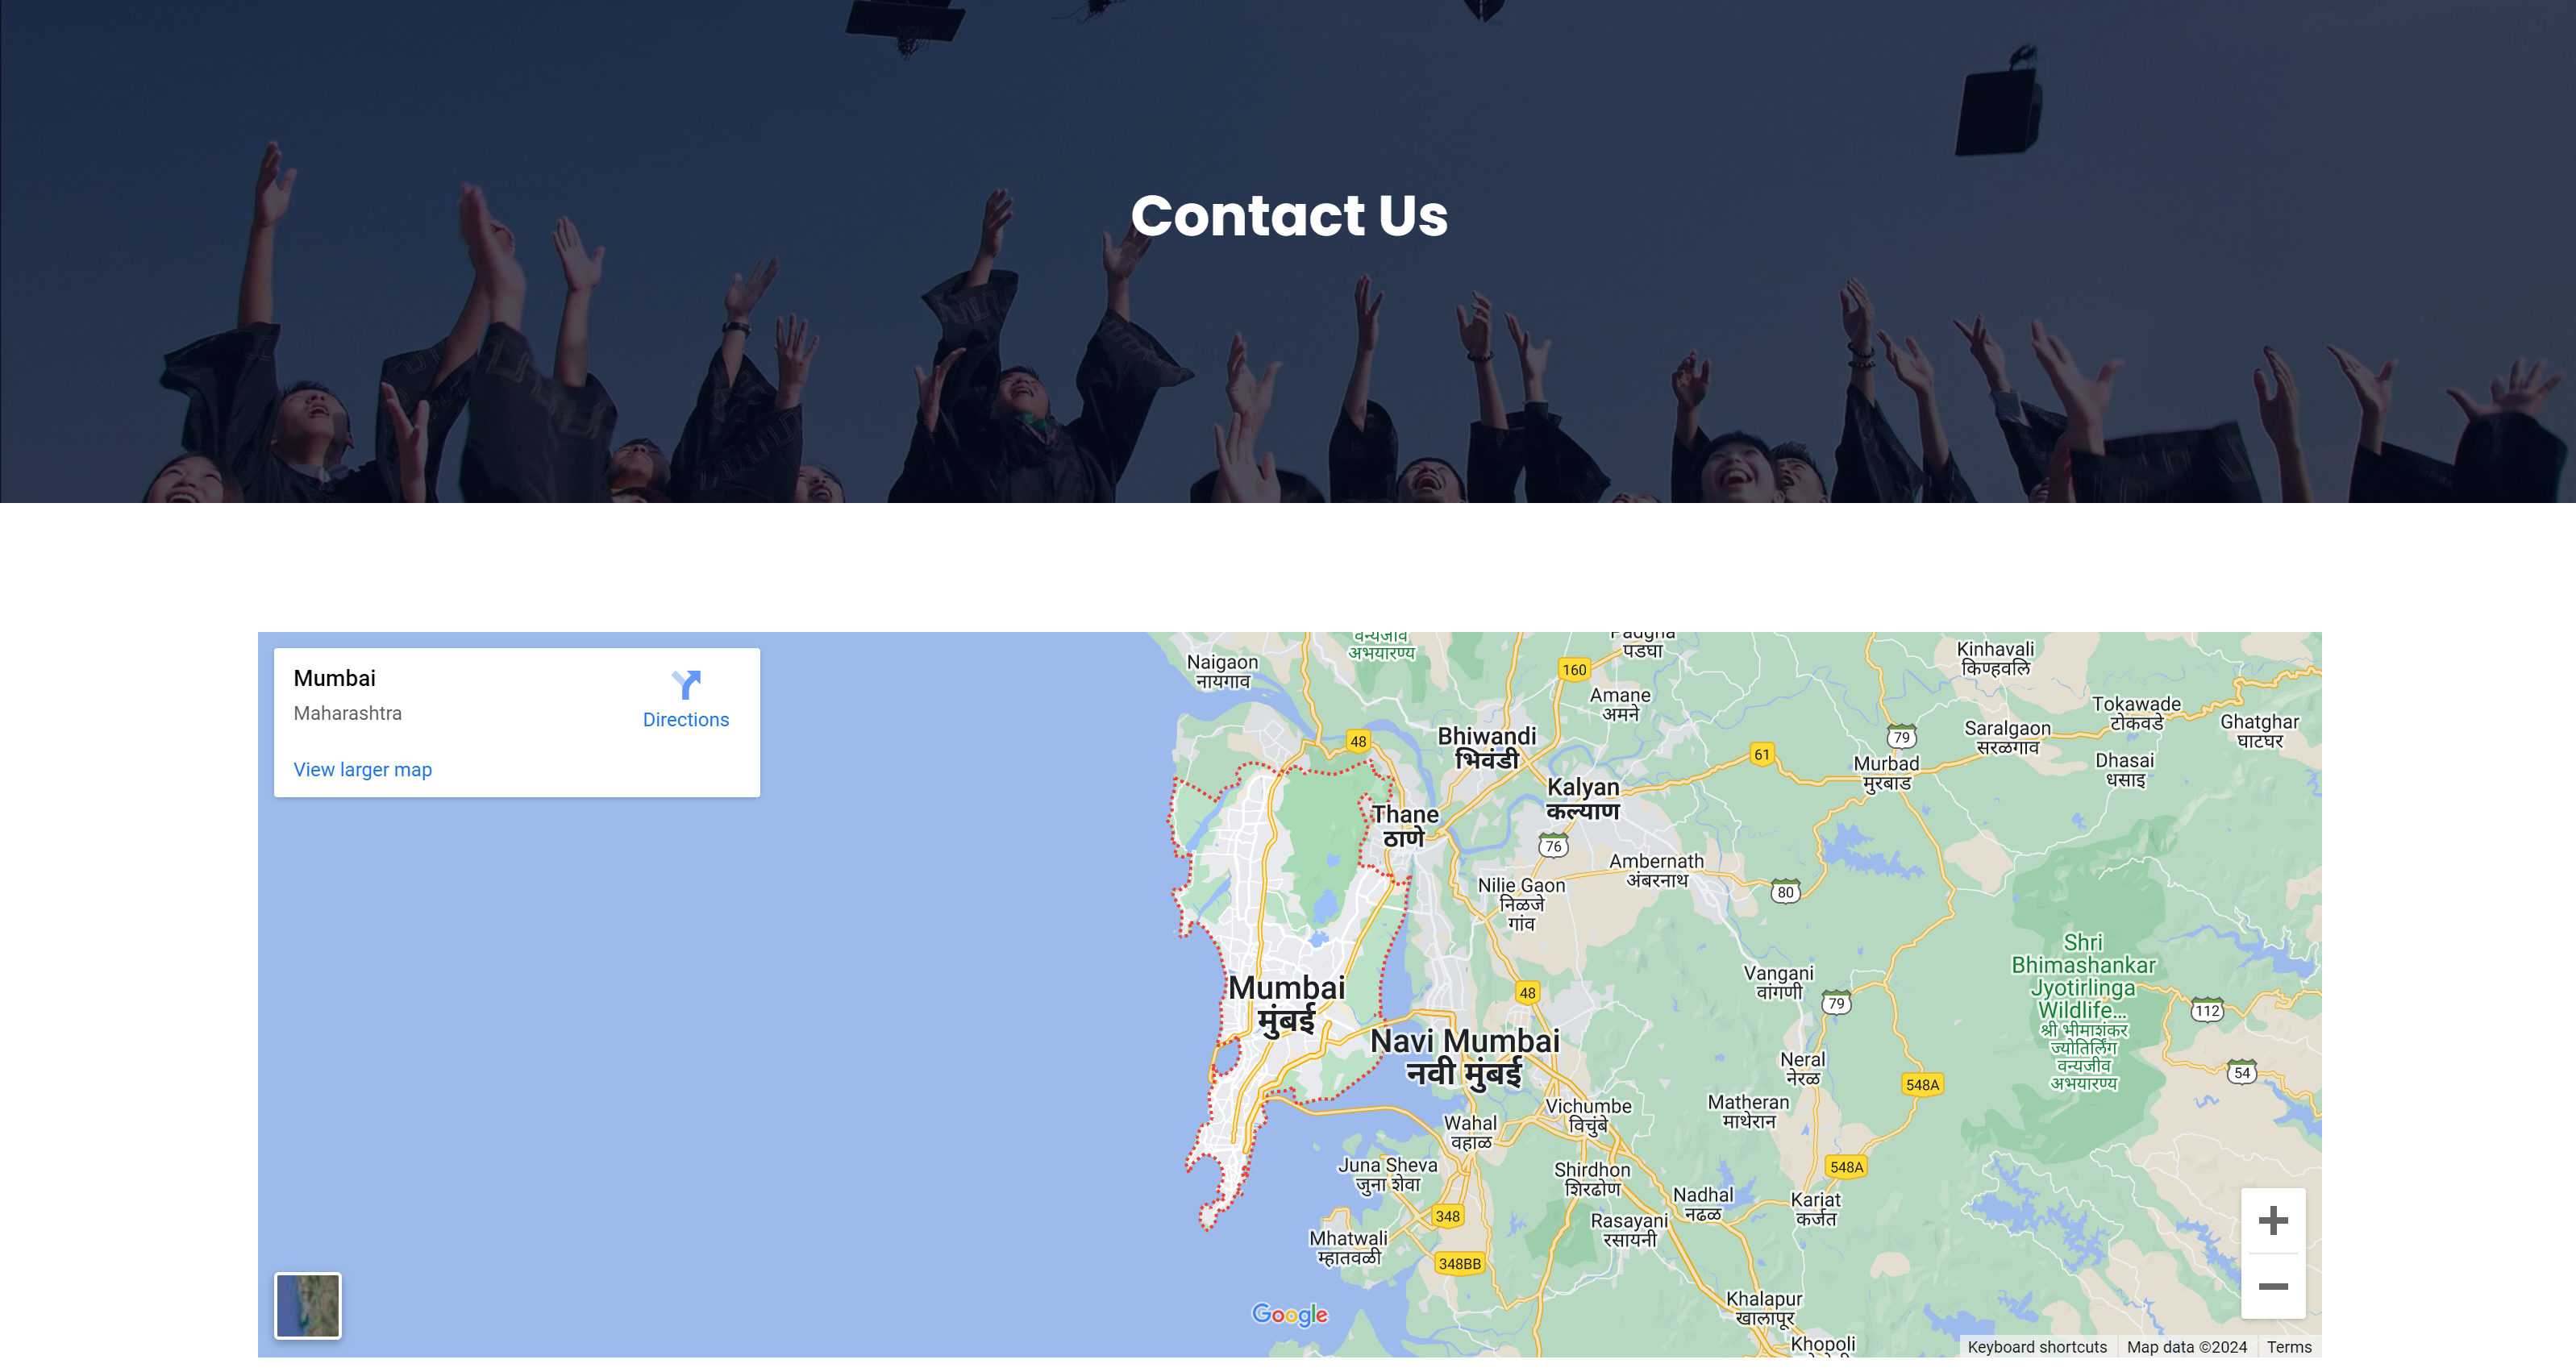 Contact Us
Mumbai
Maharashtra
Directions
View larger map
Naigaon
नायगाव
वन्यजीव
अभयारण्य
Padgha
पडघा
Kinhavali
किण्हवलि
160
Amane
अमने
Tokawade
टोकवडे
Ghatghar
घाटघर
Saralgaon
सरळगाव
48
Bhiwandi
भिवंडी
61
79
Murbad
मुरबाड
Dhasai
धसाइ
Kalyan
कल्याण
Thane
ठाणे
76
Ambernath
अंबरनाथ
80
Nilje Gaon
निळजे
गांव
Shri
Bhimashankar
Jyotirlinga
Wildlife...
श्री भीमाशंकर
ज्योतिर्लिंग
वन्यजीव
अभयारण्य
Vangani
वांगणी
48
79
112
Mumbai
मुंबई
Navi Mumbai
नवी मुंबई
Neral
नेरळ
548A
54
Matheran
माथेरान
Vichumbe
विचुंबे
Wahal
वहाळ
Juna Sheva
जुना शेवा
Shirdhon
शिरढोण
548A
Nadhal
नढळ
Karjat
कर्जत
348
Rasayani
रसायनी
Mhatwali
म्हातवळी
348BB
Khalapur
खालापूर
Google
Khopoli
Keyboard shortcuts
Map data ©2024
Terms